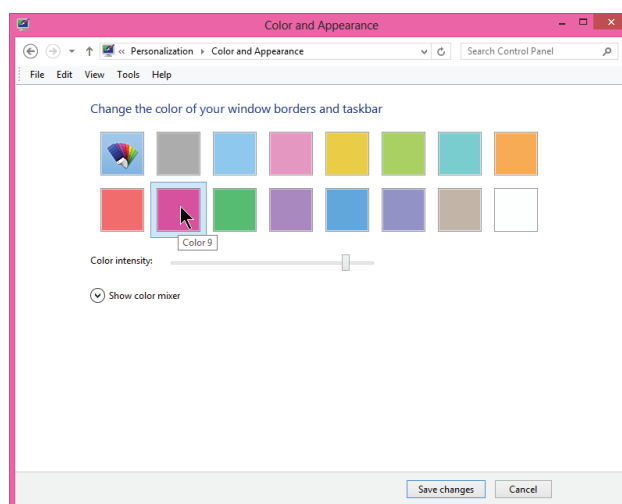 Color and Appearance
« Personalization Color and Appearance Search Control Panel
File Edit View Tools Help
Change the color of your window borders and taskbar
Color 9
Color intensity:
Show color mixer
Save changes Cancel